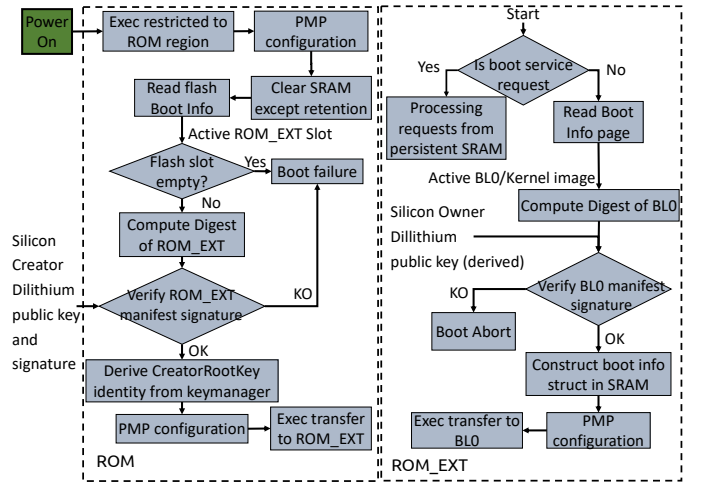 Power
On
Exec restricted to
ROM region
PMP
configuration
Read flash
Boot Info
Clear SRAM
except retention
Active ROM_EXT Slot
Flash slot
empty?
Yes
Boot failure
No
Compute Digest
of ROM_EXT
Silicon
Creator
Dilithium
public key
and
signature
Verify ROM_EXT
manifest signature
KO
OK
Derive CreatorRootKey
identity from keymanager
PMP configuration
Exec transfer
to ROM_EXT
ROM
Start
Is boot service
request
Yes
No
Processing
requests from
persistent SRAM
Read Boot
Info page
Active BL0/Kernel image
Compute Digest of BL0
Silicon Owner
Dillithium
public key (derived)
Verify BL0 manifest
signature
KO
Boot Abort
OK
Construct boot info
struct in SRAM
Exec transfer to
BL0
PMP
configuration
ROM_EXT